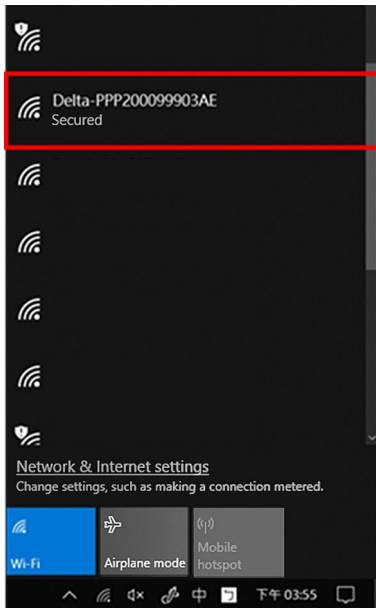 Delta-PPP200099903AE
Secured
Network & Internet settings
Change settings, such as making a connection metered.
Wi-Fi
Airplane mode
Mobile
hotspot
中 ㄅ 下午 03:55